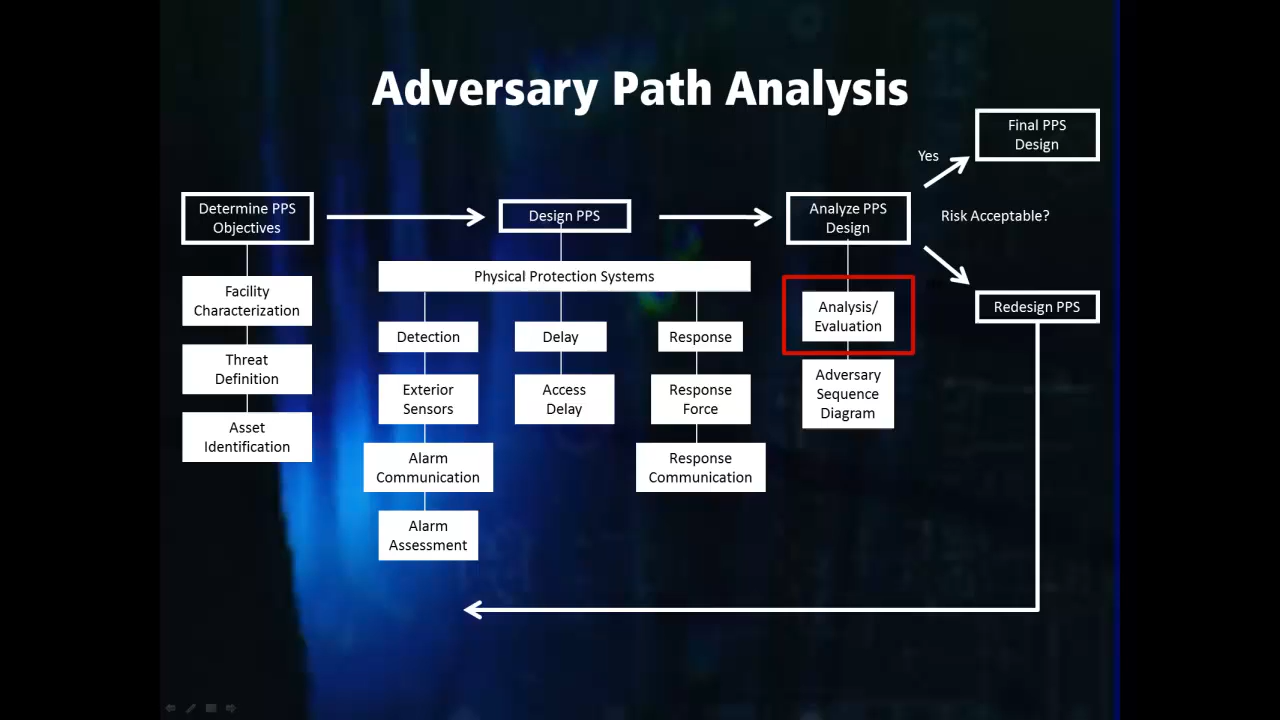 Adversary Path Analysis
Final PPS
Design
Yes
Determine PPS
Objectives
Design PPS
Analyze PPS
Design
Risk Acceptable?
Physical Protection Systems
Facility
Characterization
Threat
Definition
Asset
Identification
Detection
Exterior
Sensors
Alarm
Communication
Alarm
Assessment
Delay
Access
Delay
Response
Response
Force
Response
Communication
Analysis/
Evaluation
Adversary
Sequence
Diagram
Redesign PPS